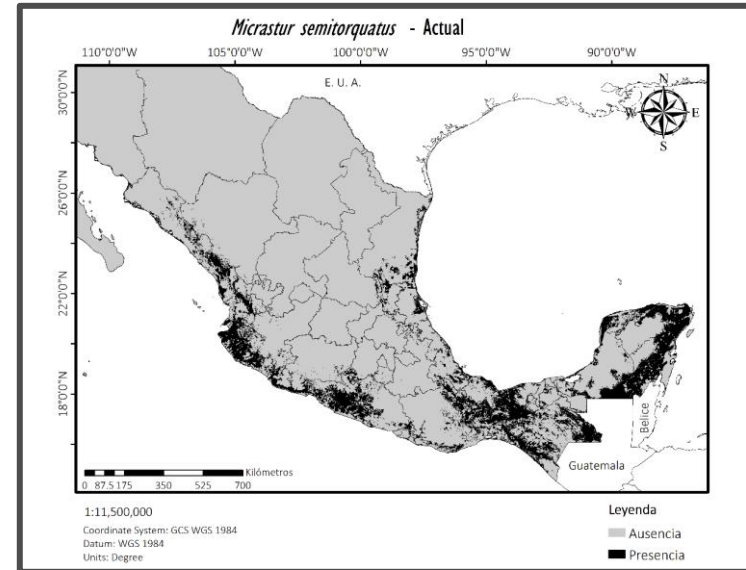 Micrastur semitorquatus - Actual
110°0'0"W 105°0'0"W 100°0'0"W 95°0'0"W 90°0'0"W
E. U. A.
N
W E
S
30°0'0"N
26°0'0"N
22°0'0"N
18°0'0"N
Belice
Guatemala
Kilómetros
0 87.5 175 350 525 700
1:11,500,000
Coordinate System: GCS WGS 1984
Datum: WGS 1984
Units: Degree
Leyenda
Ausencia
Presencia